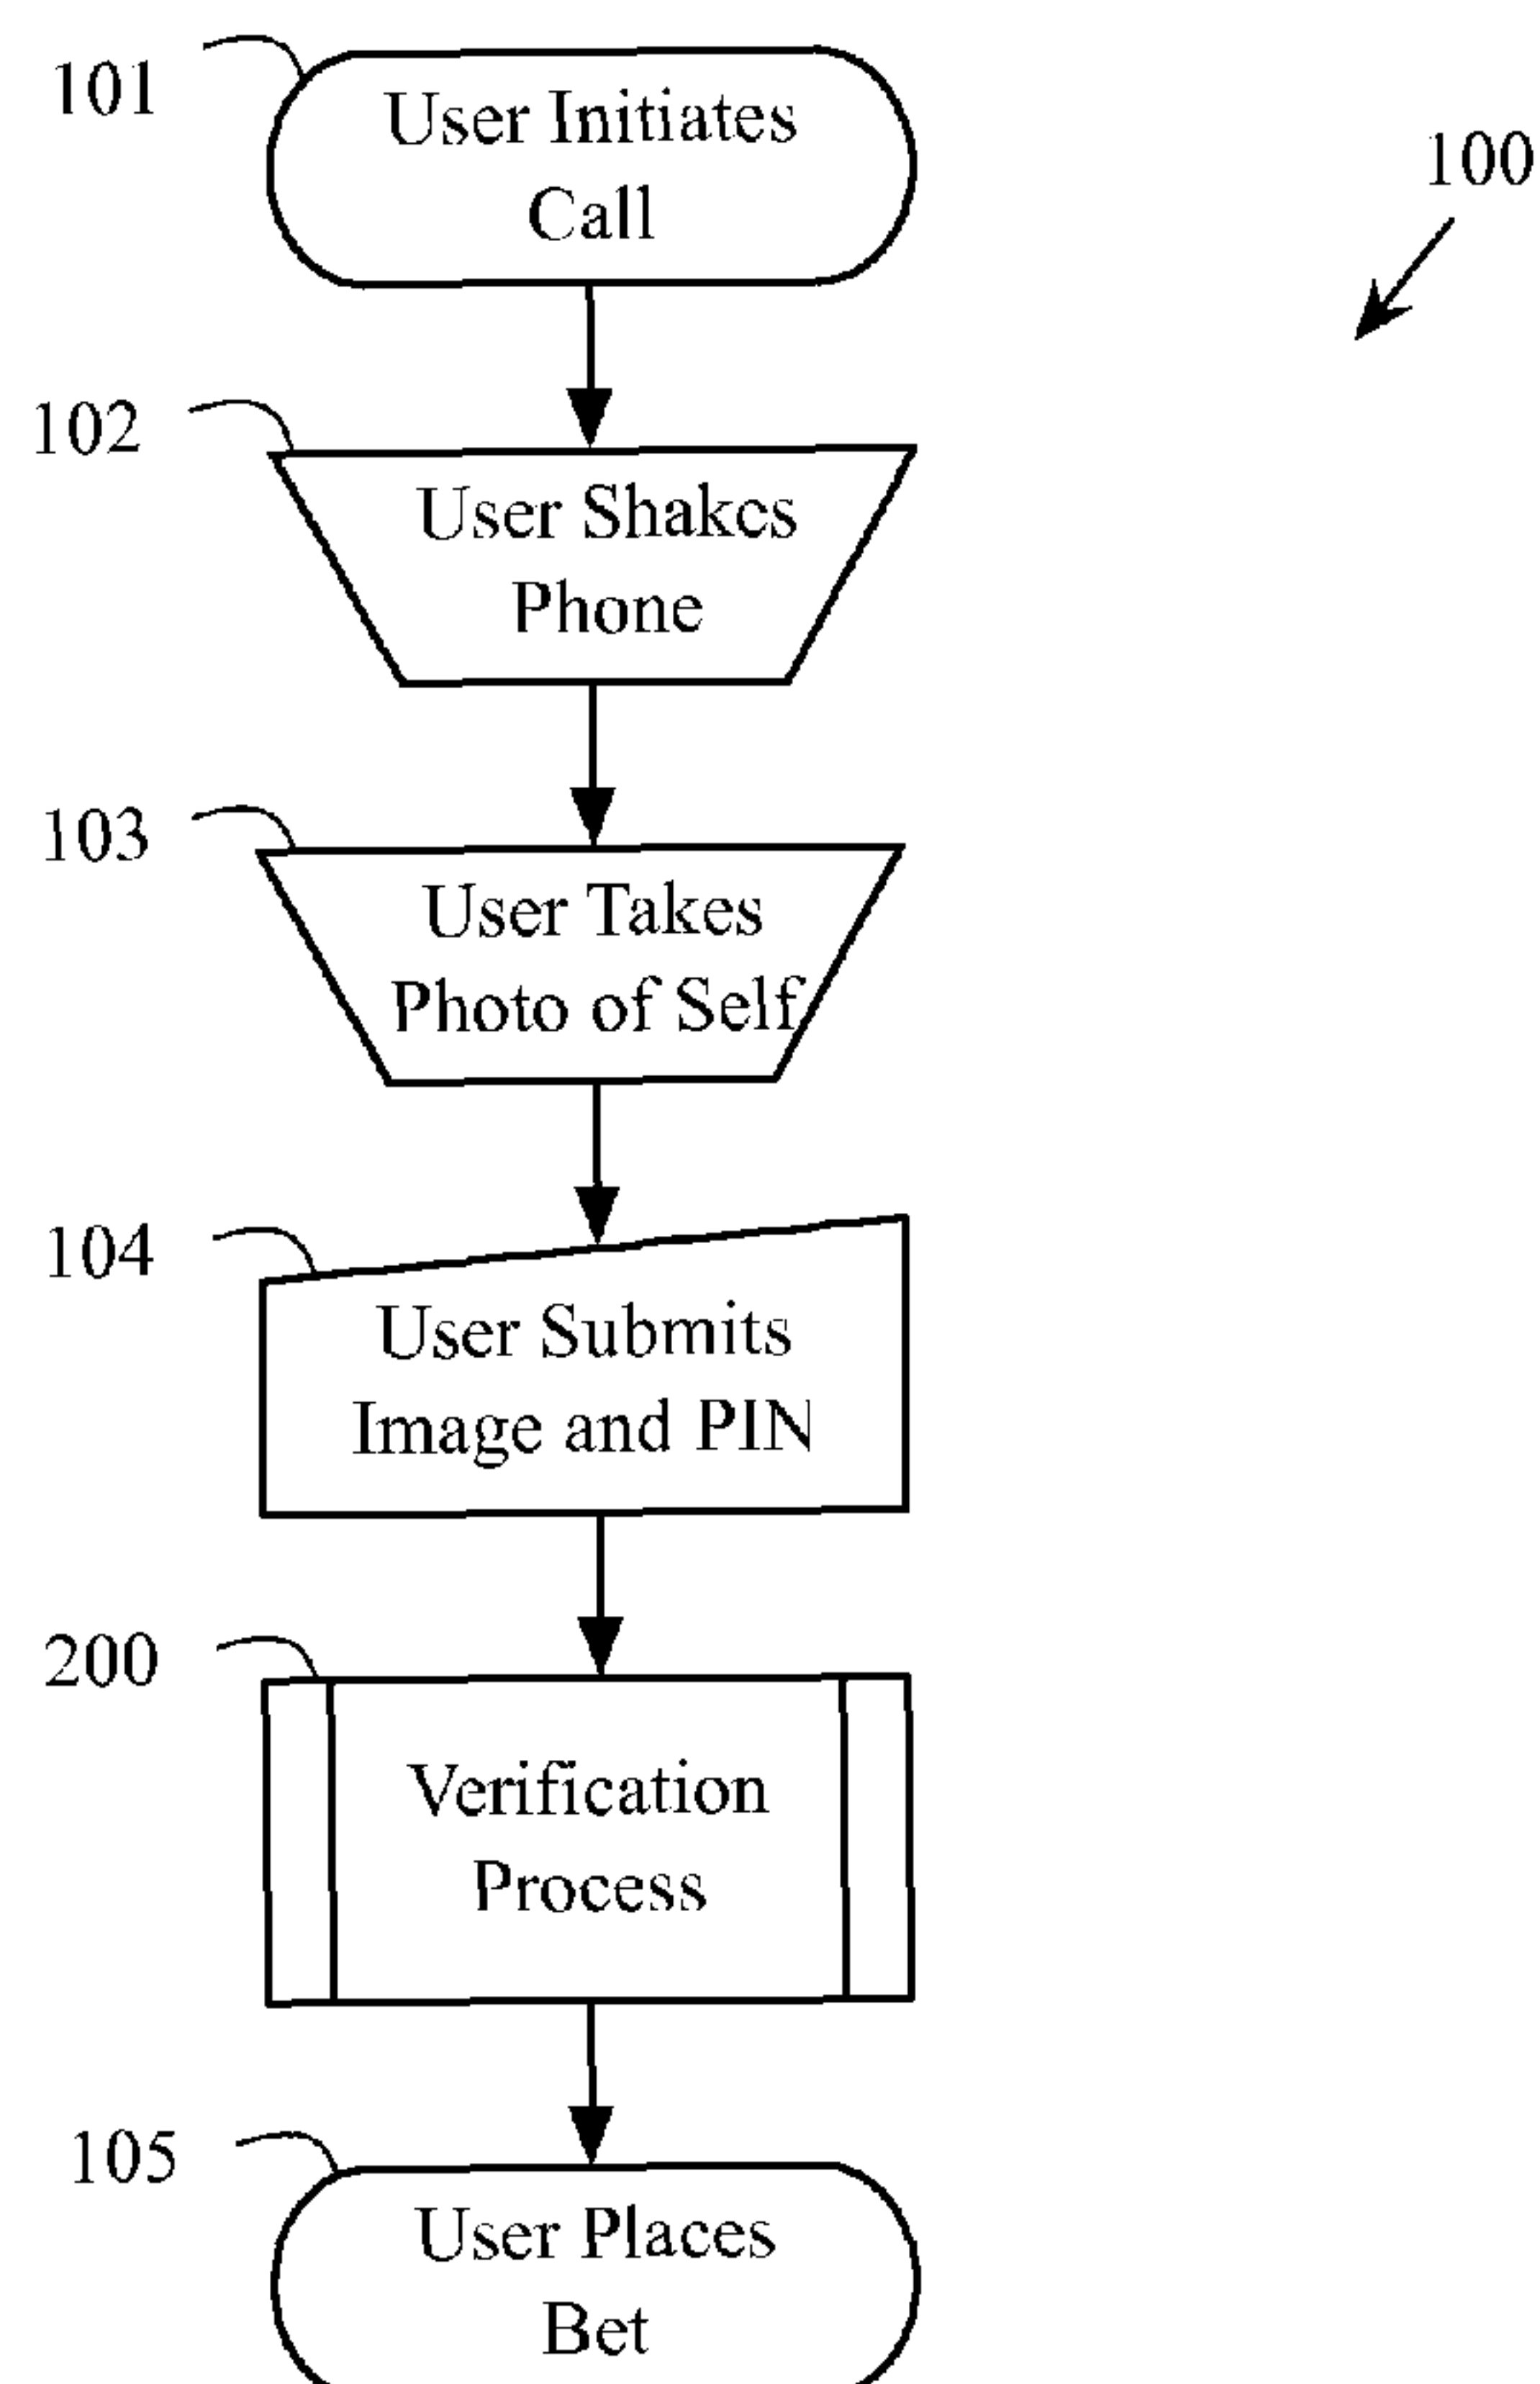 101
User Initiates
Call
100
102
User Shakes
Phone
103
User Takes
Photo of Self
104
User Submits
Image and PIN
200
Verification
Process
105
User Places
Bet